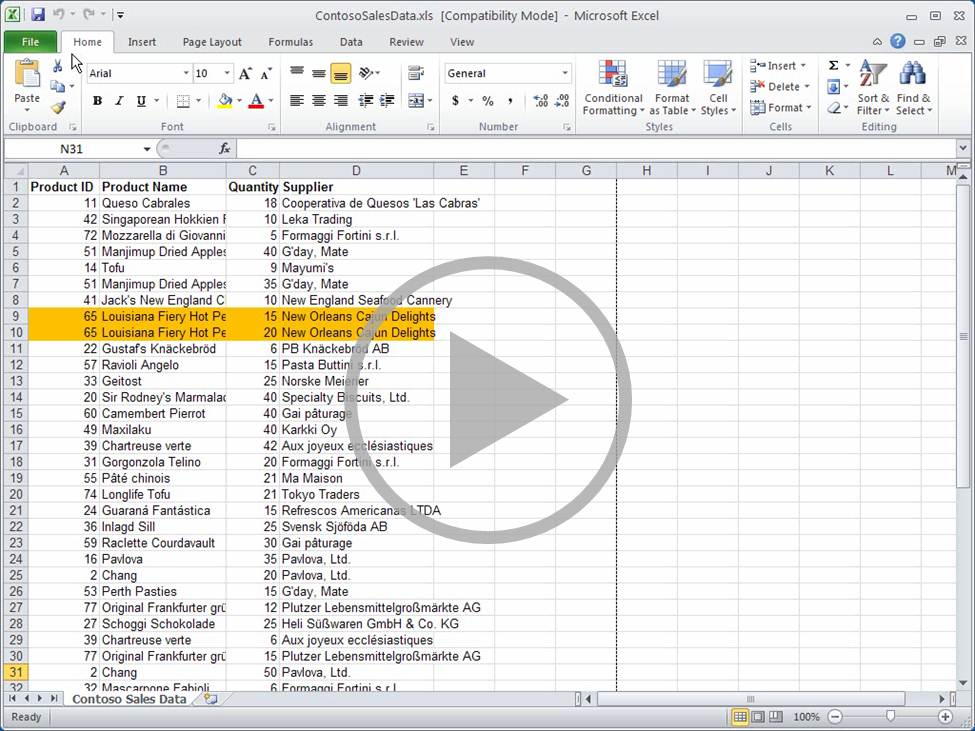 ContosoSalesData.xls [Compatibility Mode] - Microsoft Excel
File Home Insert Page Layout Formulas Data Review View
Paste Arial 10 A A General Conditional Formatting Format as Table Cell Styles Insert Delete Format Σ Sort & Filter Find & Select
B I U A $ % , .00 .0
Clipboard Font Alignment Number Styles Cells Editing
N31 fx
A B C D E F G H I J K L M
1 Product ID Product Name Quantity Supplier
2 11 Queso Cabrales 18 Cooperativa de Quesos 'Las Cabras'
3 42 Singaporean Hokkien F 10 Leka Trading
4 72 Mozzarella di Giovanni 5 Formaggi Fortini s.r.l.
5 51 Manjimup Dried Apples 40 G'day, Mate
6 14 Tofu 9 Mayumi's
7 51 Manjimup Dried Apples 35 G'day, Mate
8 41 Jack's New England Cl 10 New England Seafood Cannery
9 65 Louisiana Fiery Hot Pe 15 New Orleans Cajun Delights
10 65 Louisiana Fiery Hot Pe 20 New Orleans Cajun Delights
11 22 Gustaf's Knäckebröd 6 PB Knäckebröd AB
12 57 Ravioli Angelo 15 Pasta Buttini s.r.l.
13 33 Geitost 25 Norske Meierier
14 20 Sir Rodney's Marmalad 40 Specialty Biscuits, Ltd.
15 60 Camembert Pierrot 40 Gai pâturage
16 49 Maxilaku 40 Karkki Oy
17 39 Chartreuse verte 42 Aux joyeux ecclésiastiques
18 31 Gorgonzola Telino 20 Formaggi Fortini s.r.l.
19 55 Pâté chinois 21 Ma Maison
20 74 Longlife Tofu 21 Tokyo Traders
21 24 Guaraná Fantástica 15 Refrescos Americanas LTDA
22 36 Inlagd Sill 25 Svensk Sjöföda AB
23 59 Raclette Courdavault 30 Gai pâturage
24 16 Pavlova 35 Pavlova, Ltd.
25 2 Chang 20 Pavlova, Ltd.
26 53 Perth Pasties 15 G'day, Mate
27 77 Original Frankfurter grü 12 Plutzer Lebensmittelgroßmärkte AG
28 27 Schoggi Schokolade 25 Heli Süßwaren GmbH & Co. KG
29 39 Chartreuse verte 6 Aux joyeux ecclésiastiques
30 77 Original Frankfurter grü 15 Plutzer Lebensmittelgroßmärkte AG
31 2 Chang 50 Pavlova, Ltd.
32 32 Mascarpone Fabioli 6 Formaggi Fortini s.r.l.
Contoso Sales Data
Ready 100%